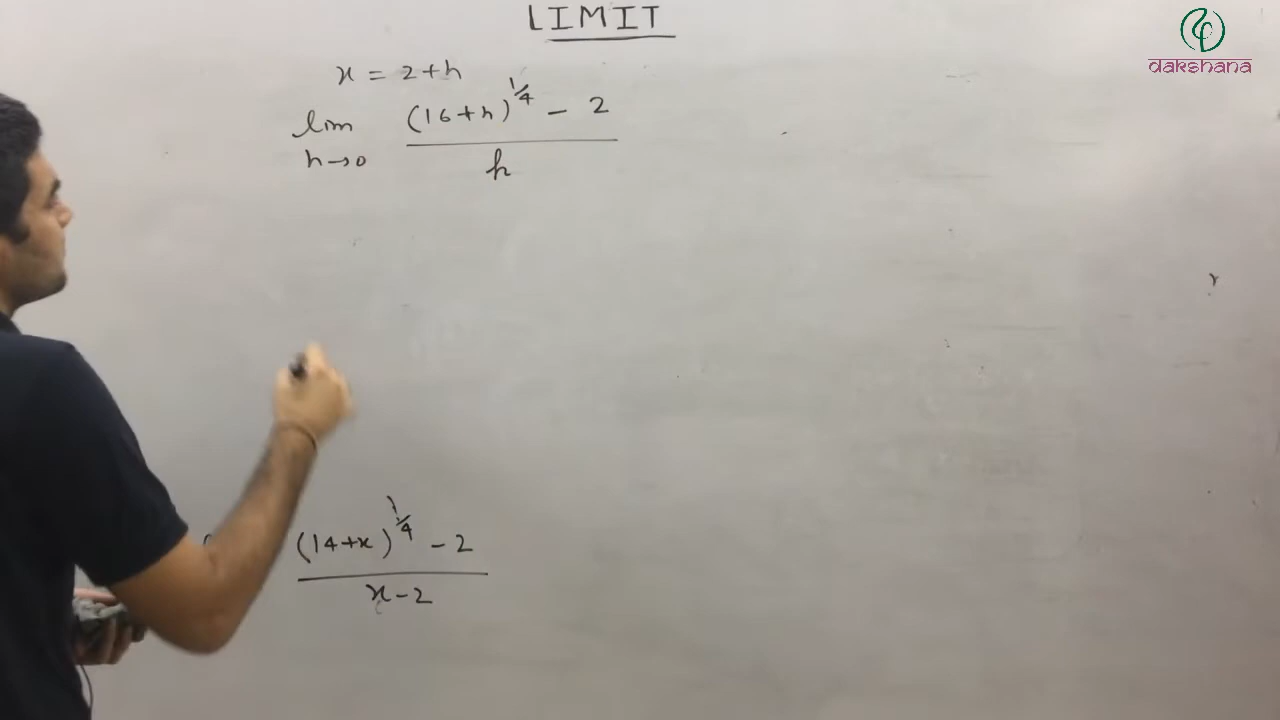 LIMIT
dakshana
x = 2+h
lim (16+h)^1/4 - 2
h→0 h
(14+x)^1/4 - 2
x-2